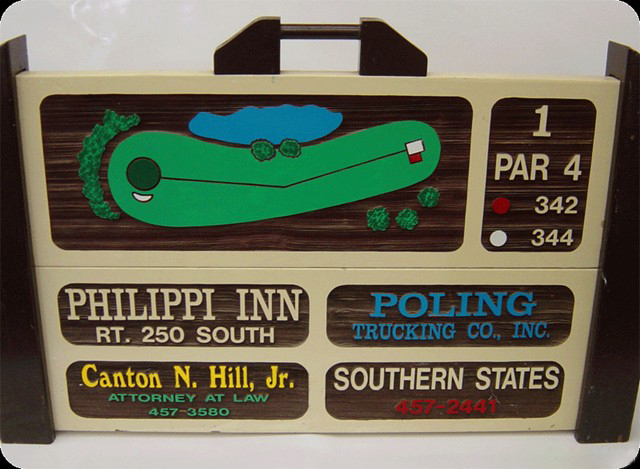 1
PAR 4
342
344
PHILIPPI INN
RT. 250 SOUTH
POLING
TRUCKING CO., INC.
Canton N. Hill, Jr.
ATTORNEY AT LAW
457-3580
SOUTHERN STATES
457-2441